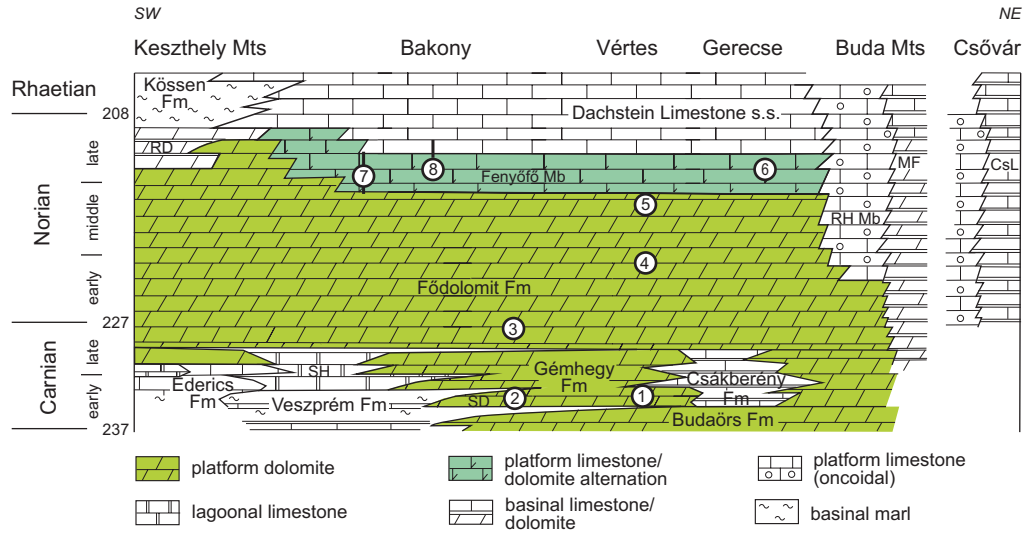 SW NE
Keszthely Mts Bakony Vértes Gerecse Buda Mts Csővár
Rhaetian
Kössen
Fm
208
Dachstein Limestone s.s.
late
RD
7
8
Fenyőfő Mb
6
MF
CsL
Norian
middle
5
RH Mb
4
early
Fődolomit Fm
227
3
Carnian
late
SH
Gémhegy
Fm
Csákberény
Fm
early
Ederics
Fm
Veszprém Fm
SD
2
1
Budaörs Fm
237
platform dolomite
platform limestone/
dolomite alternation
platform limestone
(oncoidal)
lagoonal limestone
basinal limestone/
dolomite
basinal marl